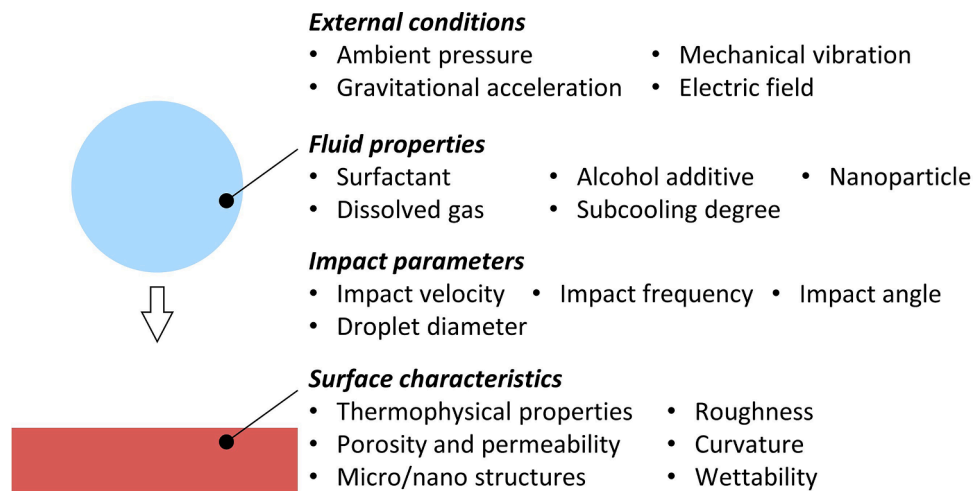 External conditions
• Ambient pressure • Mechanical vibration
• Gravitational acceleration • Electric field
Fluid properties
• Surfactant • Alcohol additive • Nanoparticle
• Dissolved gas • Subcooling degree
Impact parameters
• Impact velocity • Impact frequency • Impact angle
• Droplet diameter
Surface characteristics
• Thermophysical properties • Roughness
• Porosity and permeability • Curvature
• Micro/nano structures • Wettability